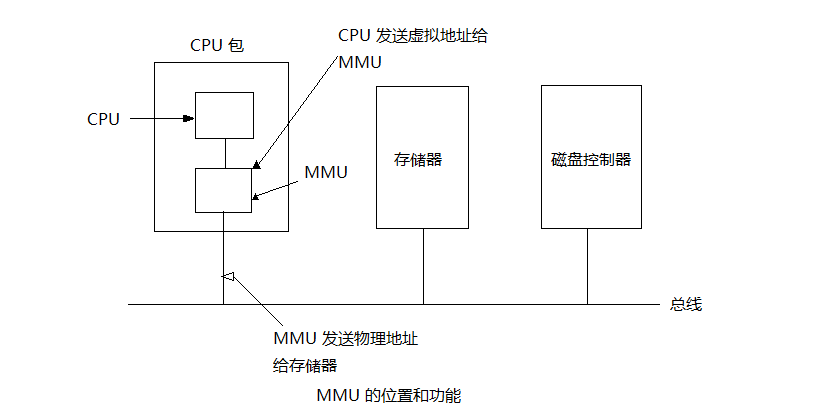 CPU 包
CPU 发送虚拟地址给
MMU
CPU
存储器
磁盘控制器
MMU
总线
MMU 发送物理地址
给存储器
MMU 的位置和功能